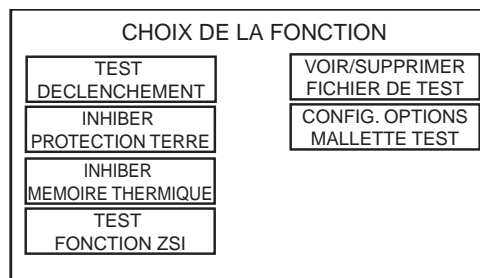 CHOIX DE LA FONCTION
TEST
DECLENCHEMENT
INHIBER
PROTECTION TERRE
INHIBER
MEMOIRE THERMIQUE
TEST
FONCTION ZSI
VOIR/SUPPRIMER
FICHIER DE TEST
CONFIG. OPTIONS
MALLETTE TEST